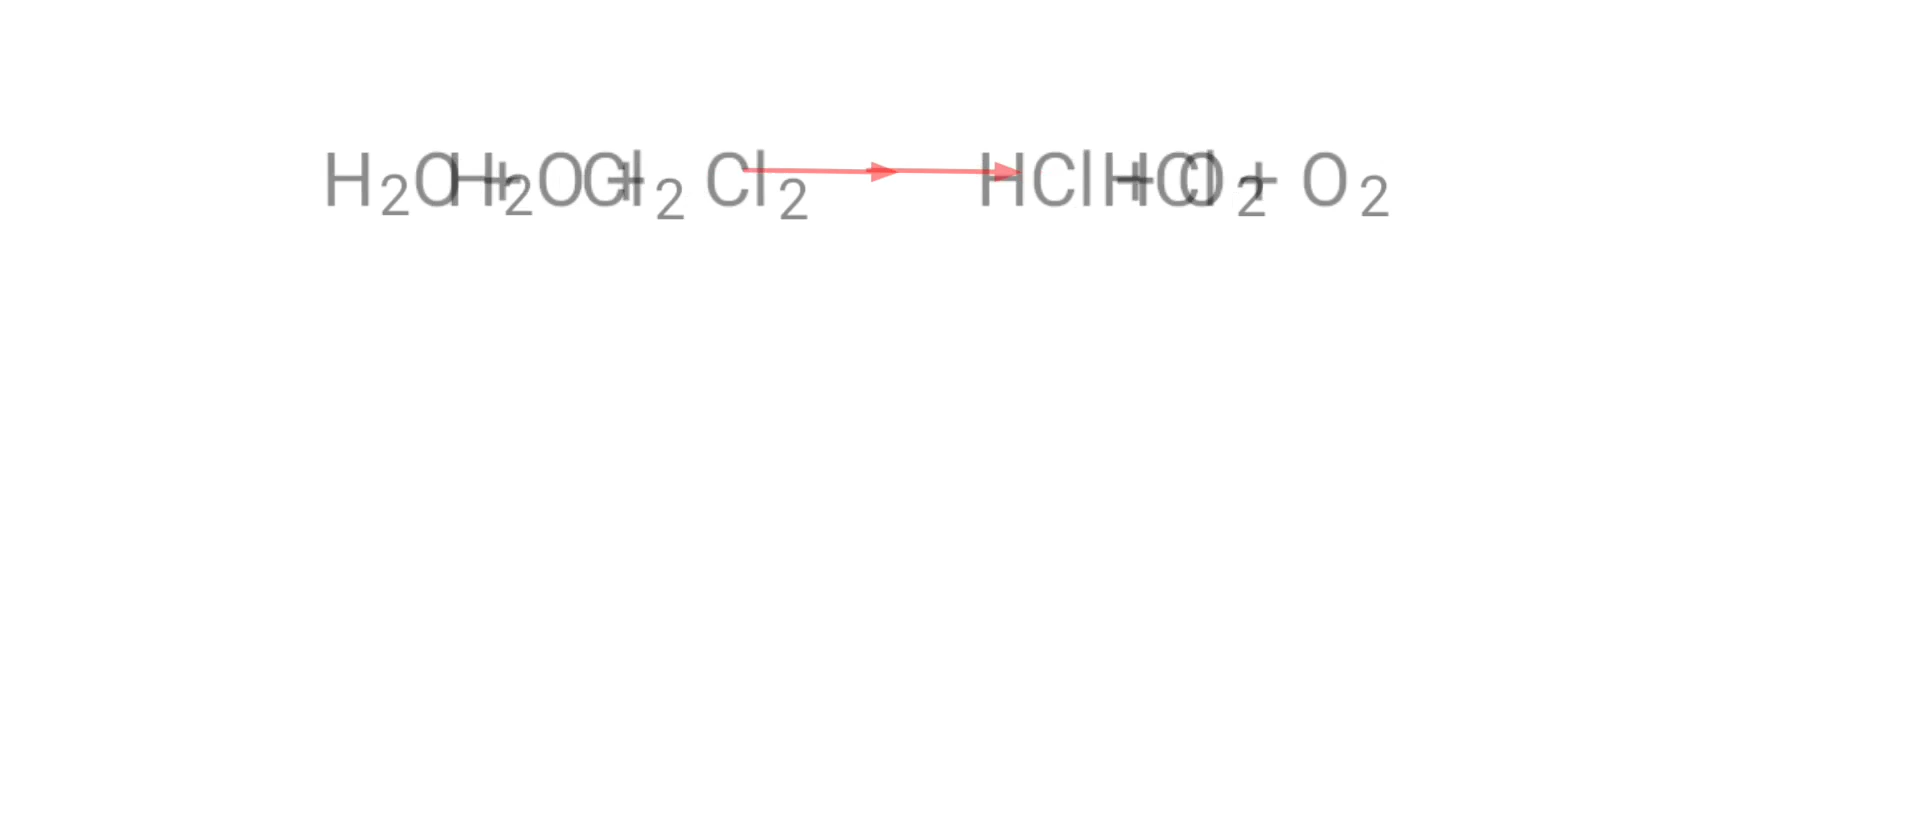 H₂O + Cl₂ → HCl + O₂